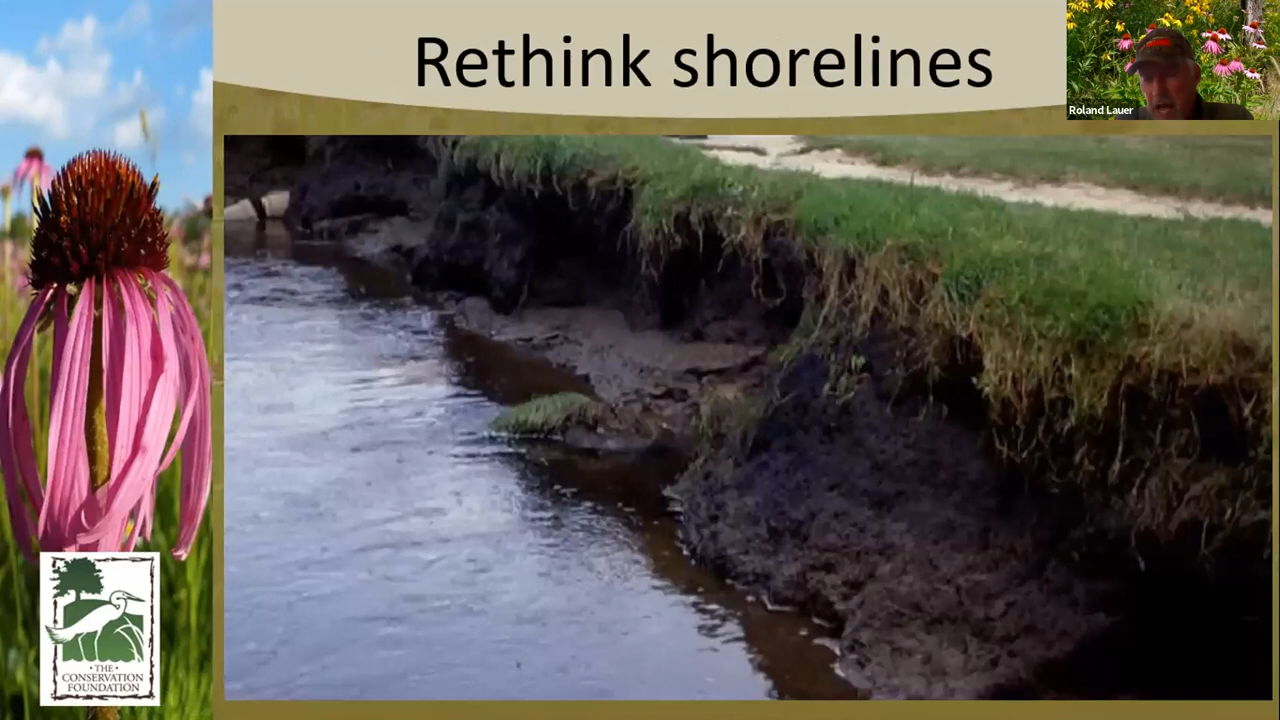 Rethink shorelines
Roland Lauer
· THE ·
CONSERVATION
FOUNDATION